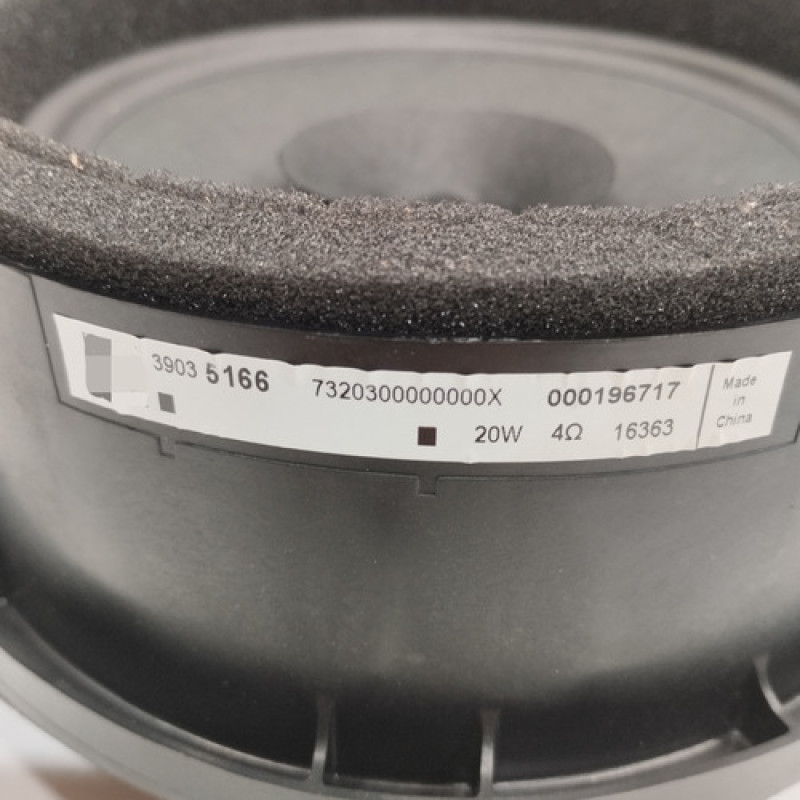 3903 5166 7320300000000X 000196717
20W 4Ω 16363
Made
in
China